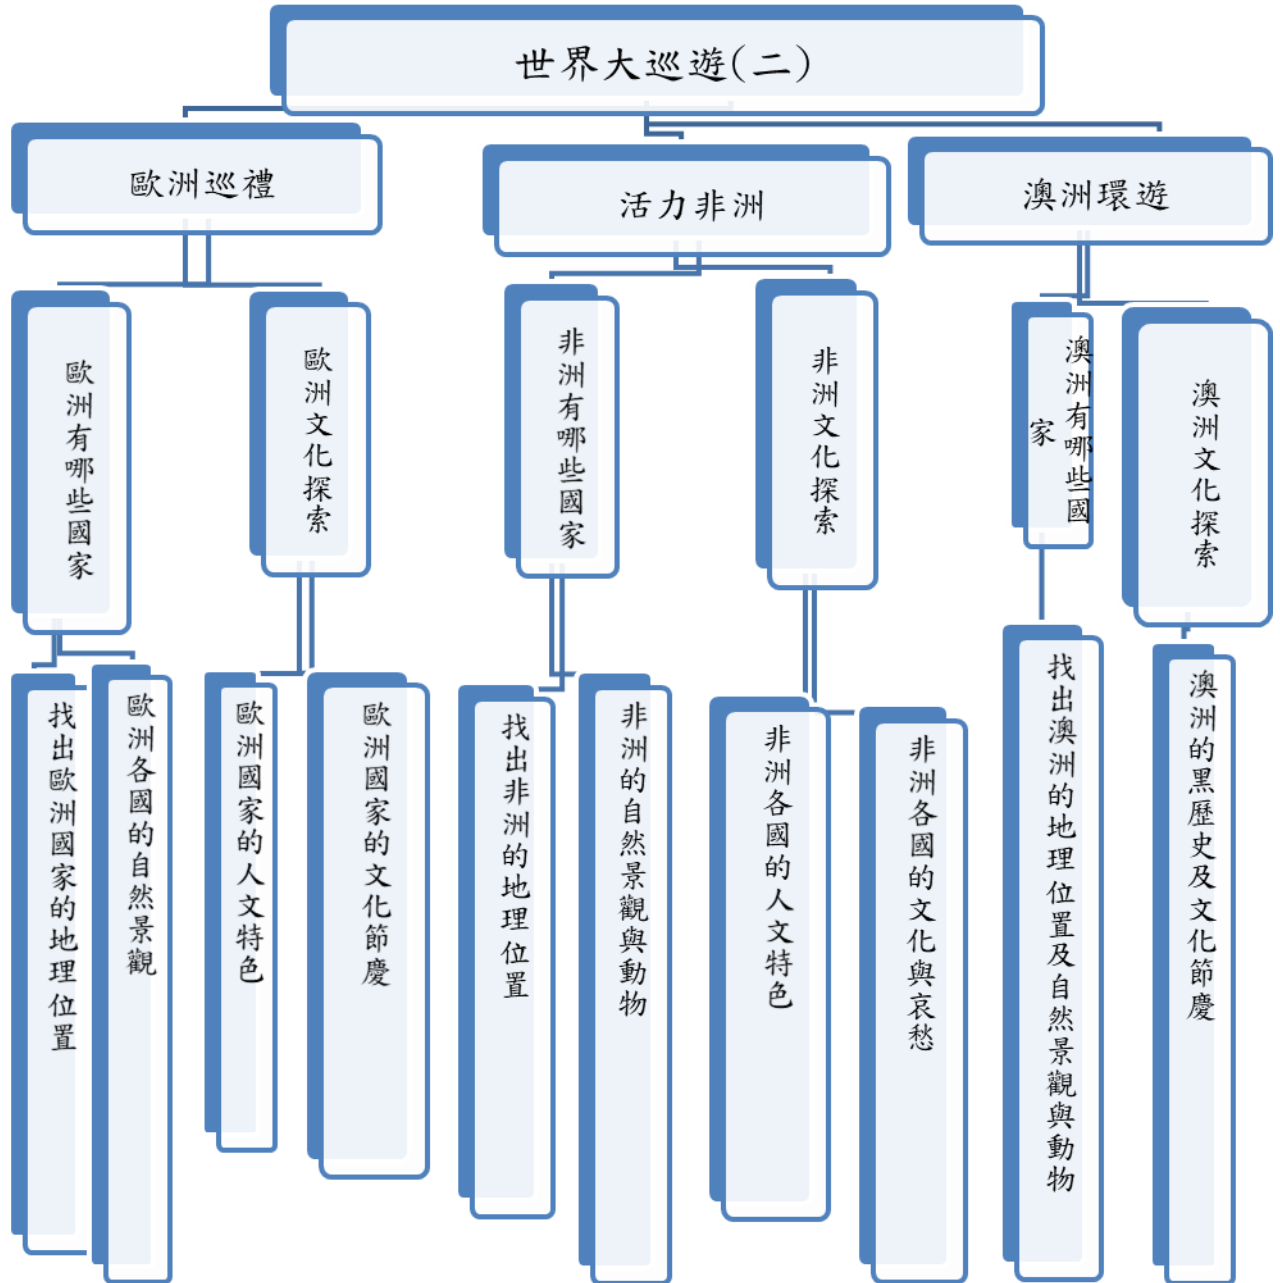 世界大巡遊(二)
歐洲巡禮
活力非洲
澳洲環遊
歐洲有哪些國家
歐洲文化探索
非洲有哪些國家
非洲文化探索
澳洲有哪些國
家
澳洲文化探索
找出歐洲國家的地理位置
歐洲各國的自然景觀
歐洲國家的人文特色
歐洲國家的文化節慶
找出非洲的地理位置
非洲的自然景觀與動物
非洲各國的人文特色
非洲各國的文化與哀愁
找出澳洲的地理位置及自然景觀與動物
澳洲的黑歷史及文化節慶